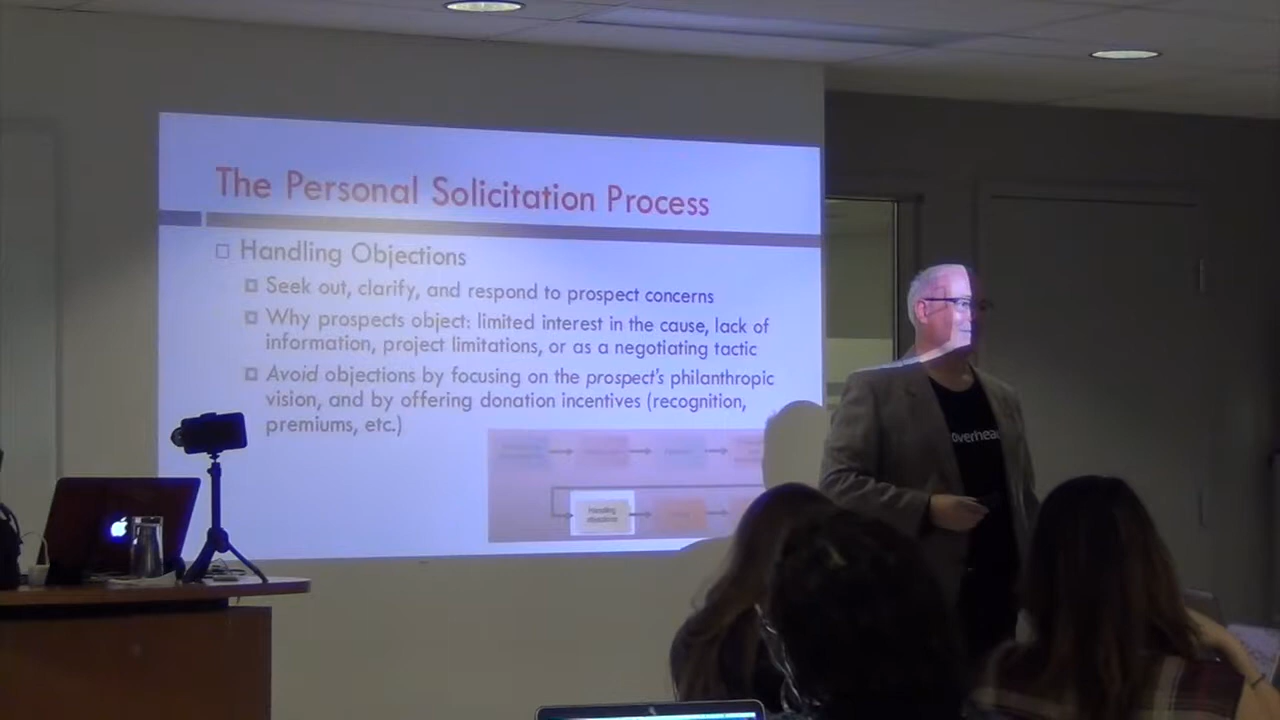 The Personal Solicitation Process
Handling Objections
Seek out, clarify, and respond to prospect concerns
Why prospects object: limited interest in the cause, lack of
information, project limitations, or as a negotiating tactic
Avoid objections by focusing on the prospect's philanthropic
vision, and by offering donation incentives (recognition,
premiums, etc.)
Handling
objections